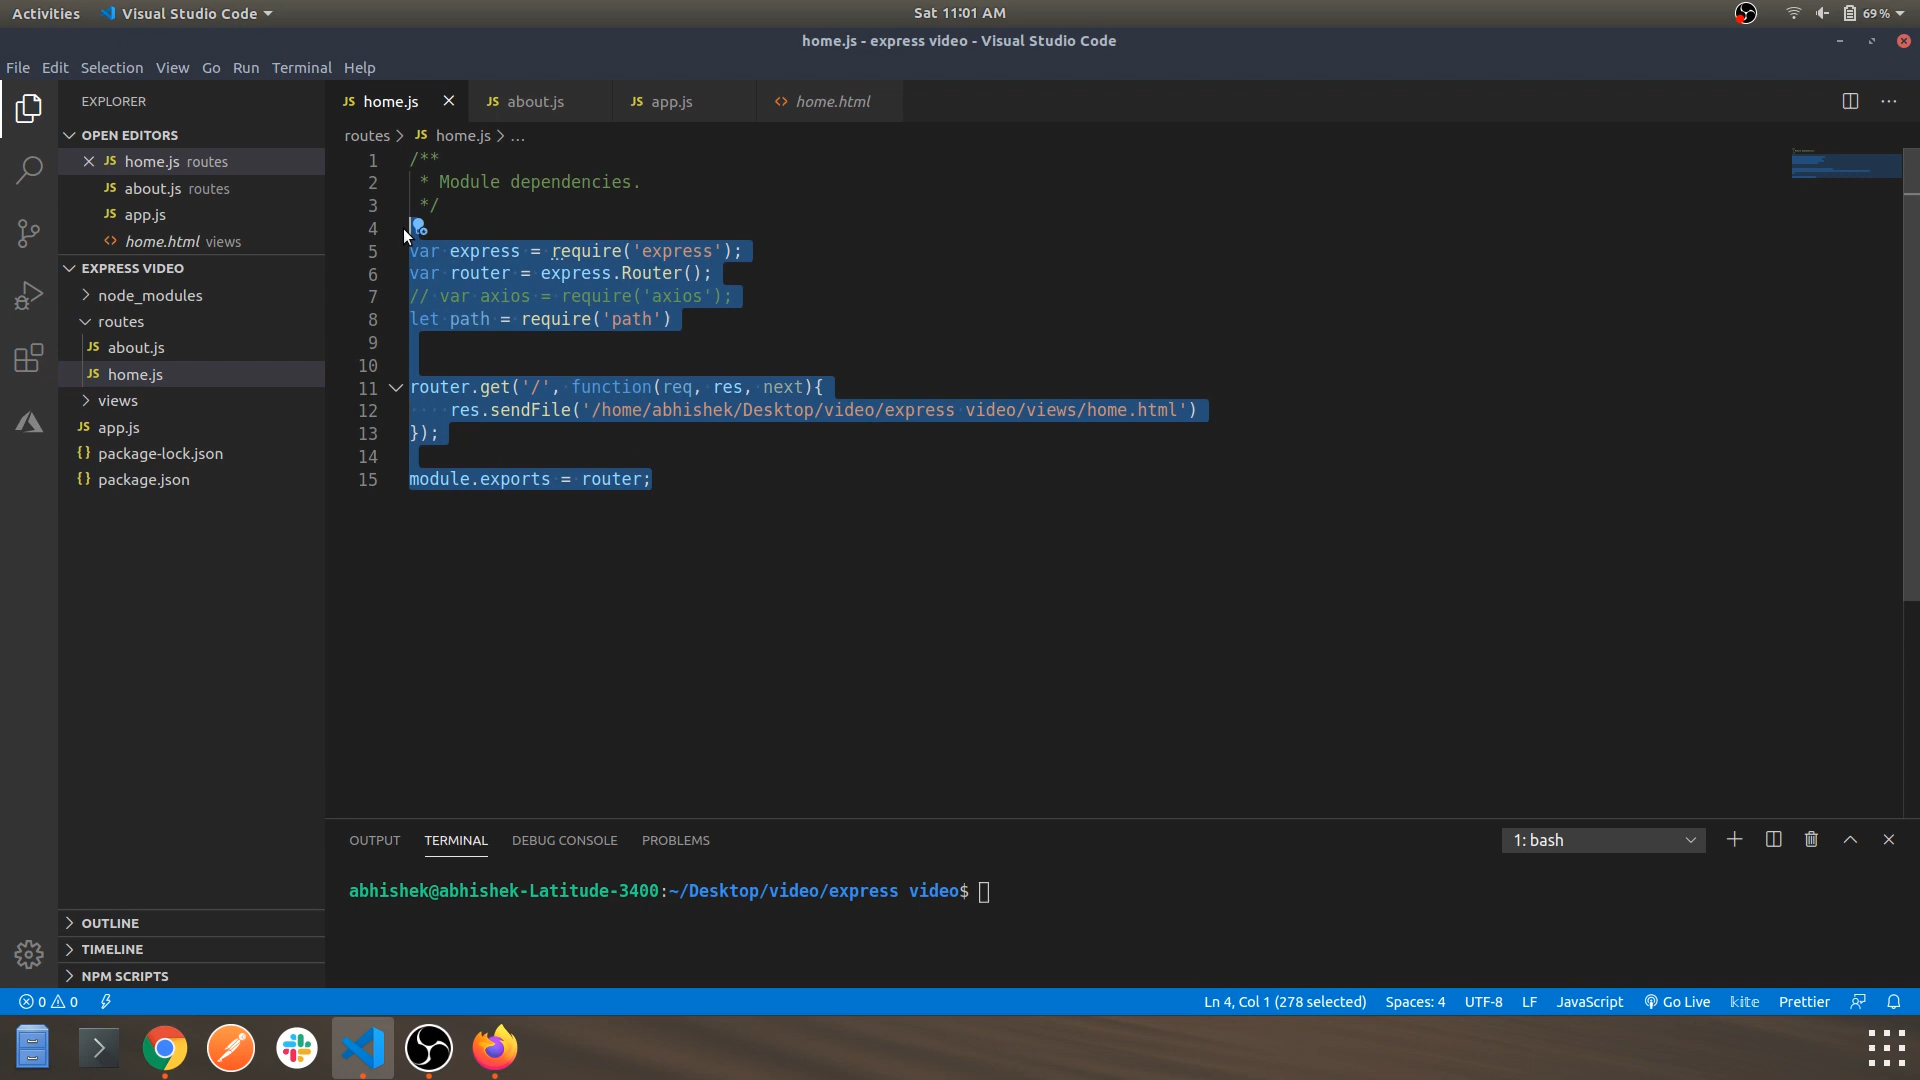 Activities Visual Studio Code Sat 11:01 AM 69 %
home.js - express video - Visual Studio Code
File Edit Selection View Go Run Terminal Help
EXPLORER
OPEN EDITORS
JS home.js routes
JS about.js routes
JS app.js
<> home.html views
EXPRESS VIDEO
node_modules
routes
JS about.js
JS home.js
views
JS app.js
{} package-lock.json
{} package.json
OUTLINE
TIMELINE
NPM SCRIPTS
JS home.js JS about.js JS app.js <> home.html
routes > JS home.js > ...
1 /**
2 * Module dependencies.
3 */
4
5 var express = require('express');
6 var router = express.Router();
7 // var axios = require('axios');
8 let path = require('path')
9
10
11 router.get('/', function(req, res, next){
12 res.sendFile('/home/abhishek/Desktop/video/express video/views/home.html')
13 });
14
15 module.exports = router;
OUTPUT TERMINAL DEBUG CONSOLE PROBLEMS 1: bash
abhishek@abhishek-Latitude-3400:~/Desktop/video/express video$
0 0 Ln 4, Col 1 (278 selected) Spaces: 4 UTF-8 LF JavaScript Go Live kite Prettier